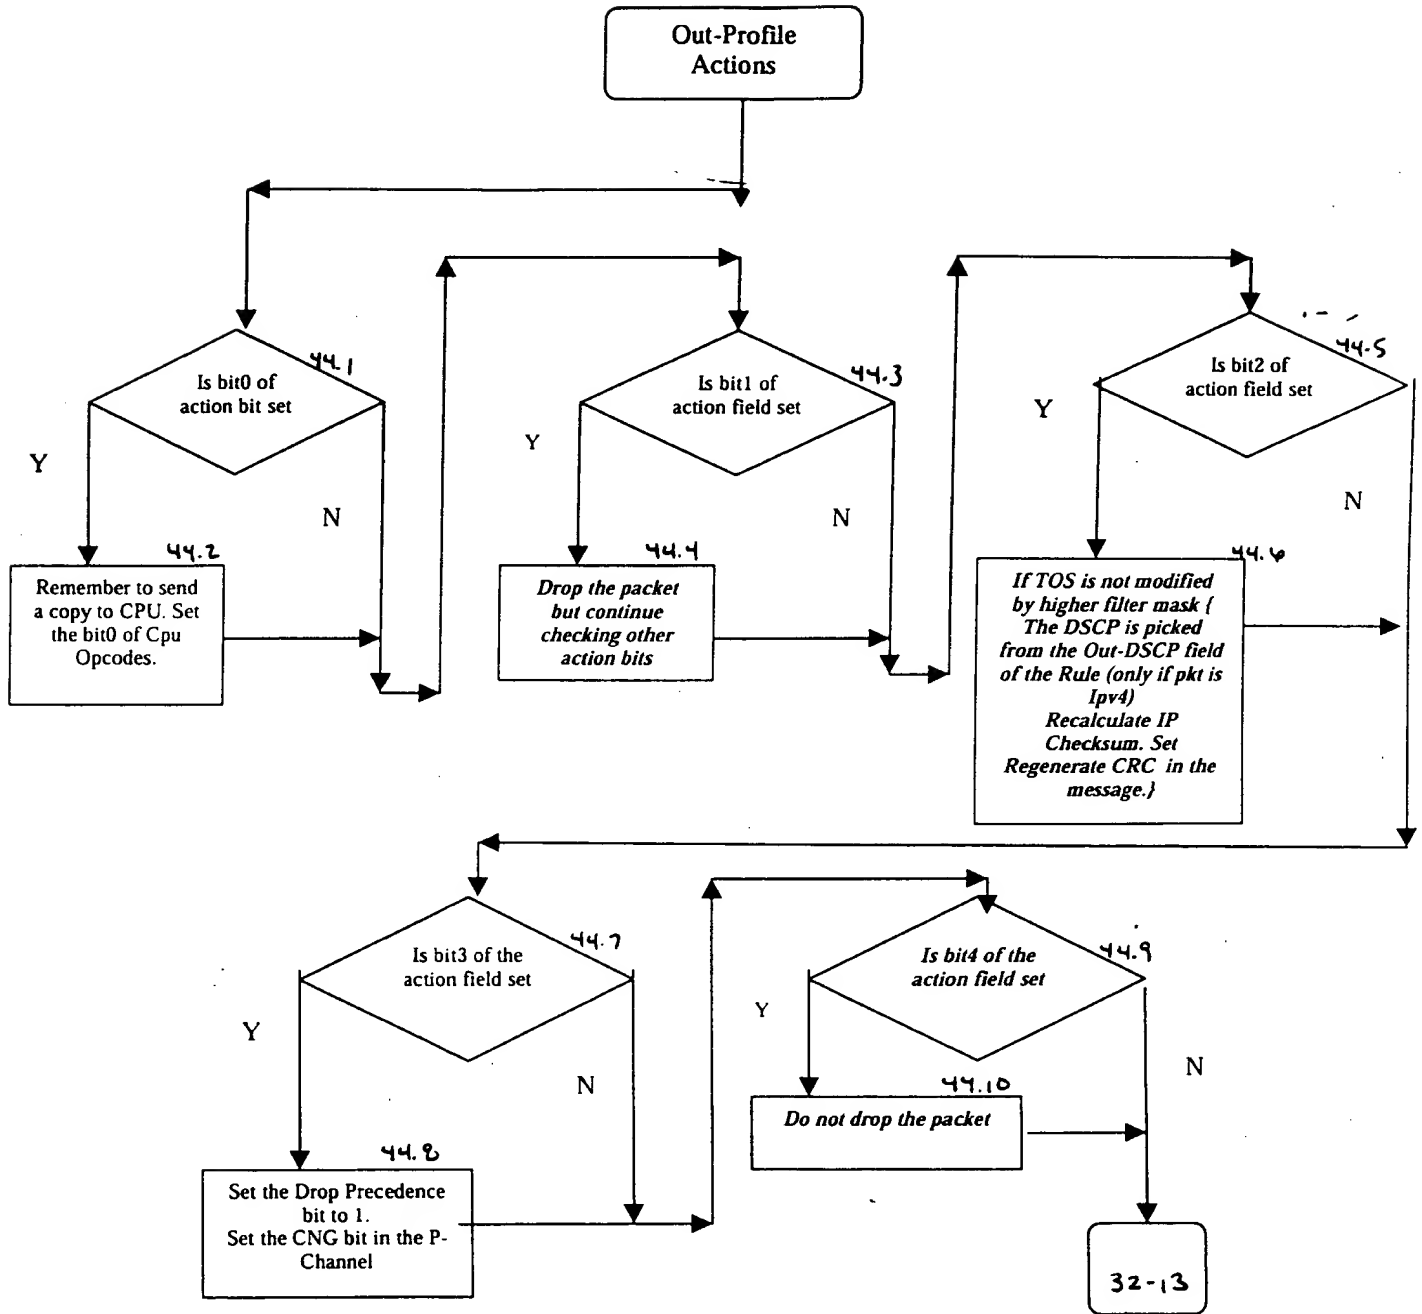 Out-Profile
Actions
44.1
Is bit0 of
action bit set
Y
N
44.2
Remember to send
a copy to CPU. Set
the bit0 of Cpu
Opcodes.
44.3
Is bit1 of
action field set
Y
N
44.4
Drop the packet
but continue
checking other
action bits
44.5
Is bit2 of
action field set
Y
N
44.6
If TOS is not modified
by higher filter mask {
The DSCP is picked
from the Out-DSCP field
of the Rule (only if pkt is
Ipv4)
Recalculate IP
Checksum. Set
Regenerate CRC in the
message.}
44.7
Is bit3 of the
action field set
Y
N
44.8
Set the Drop Precedence
bit to 1.
Set the CNG bit in the P-
Channel
44.9
Is bit4 of the
action field set
Y
N
44.10
Do not drop the packet
32-13